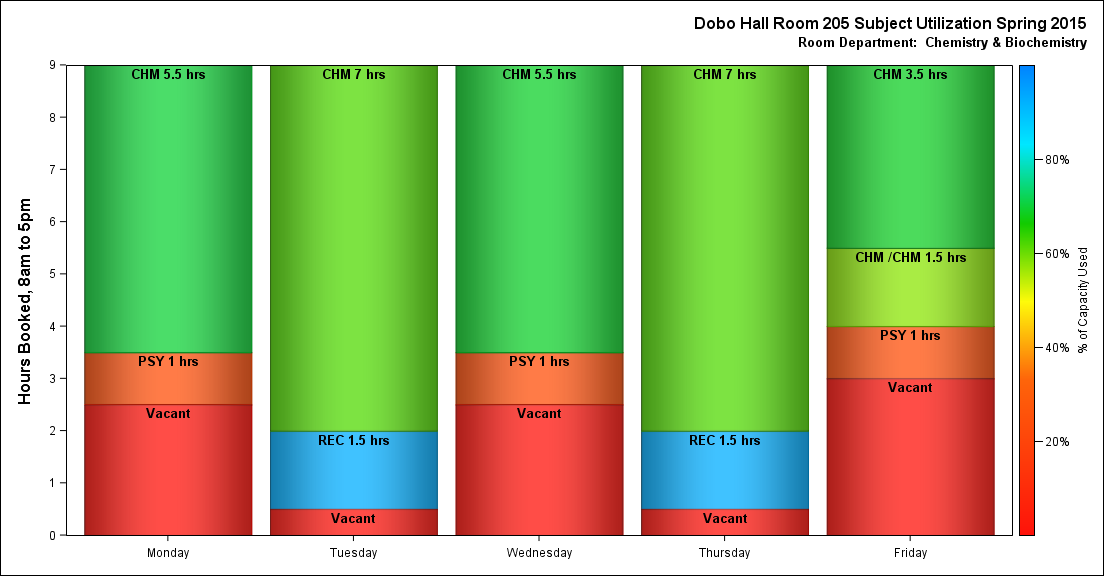 Dobo Hall Room 205 Subject Utilization Spring 2015
Room Department:  Chemistry & Biochemistry
Hours Booked, 8am to 5pm
9
8
7
6
5
4
3
2
1
0
CHM 5.5 hrs
PSY 1 hrs
Vacant
CHM 7 hrs
REC 1.5 hrs
Vacant
CHM 5.5 hrs
PSY 1 hrs
Vacant
CHM 7 hrs
REC 1.5 hrs
Vacant
CHM 3.5 hrs
CHM /CHM 1.5 hrs
PSY 1 hrs
Vacant
Monday
Tuesday
Wednesday
Thursday
Friday
80%
60%
40%
20%
% of Capacity Used